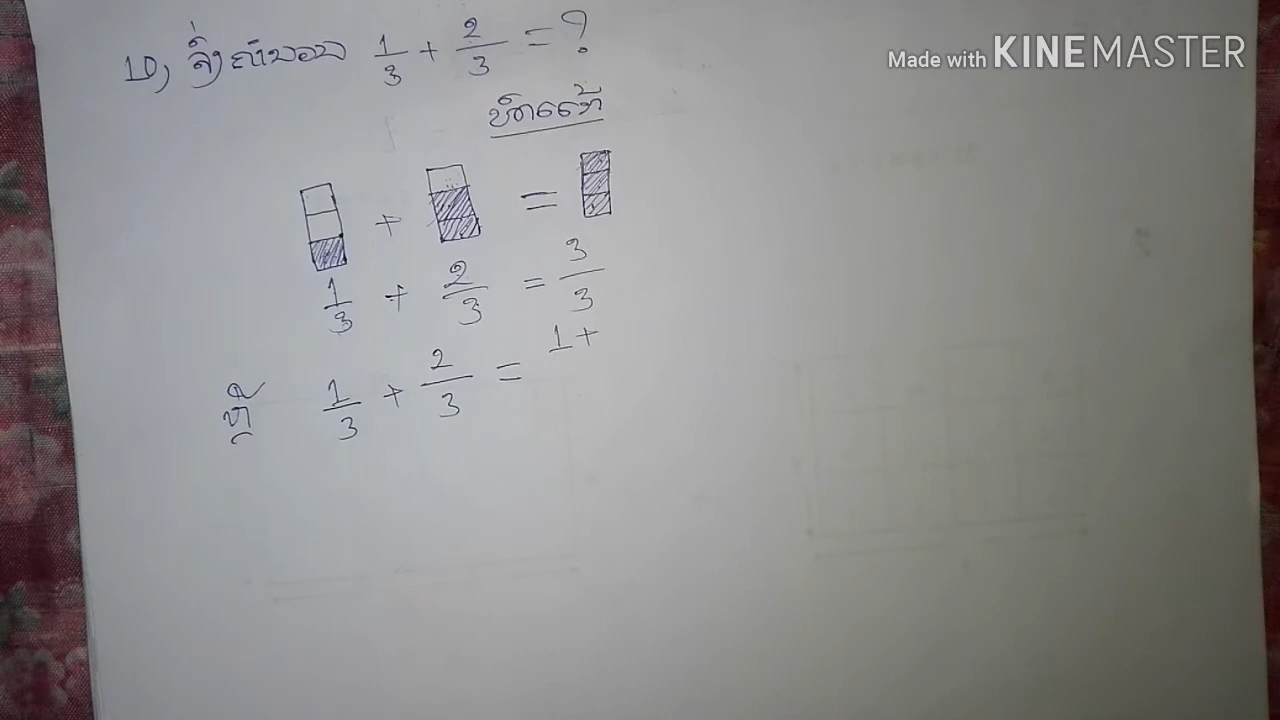 ງ, ຈົ່ງຄຳນວນ 1/3 + 2/3 = ?
Made with KINEMASTER
ບົດແກ້
+ =
1/3 + 2/3 = 3/3
ຫຼື 1/3 + 2/3 = 1+